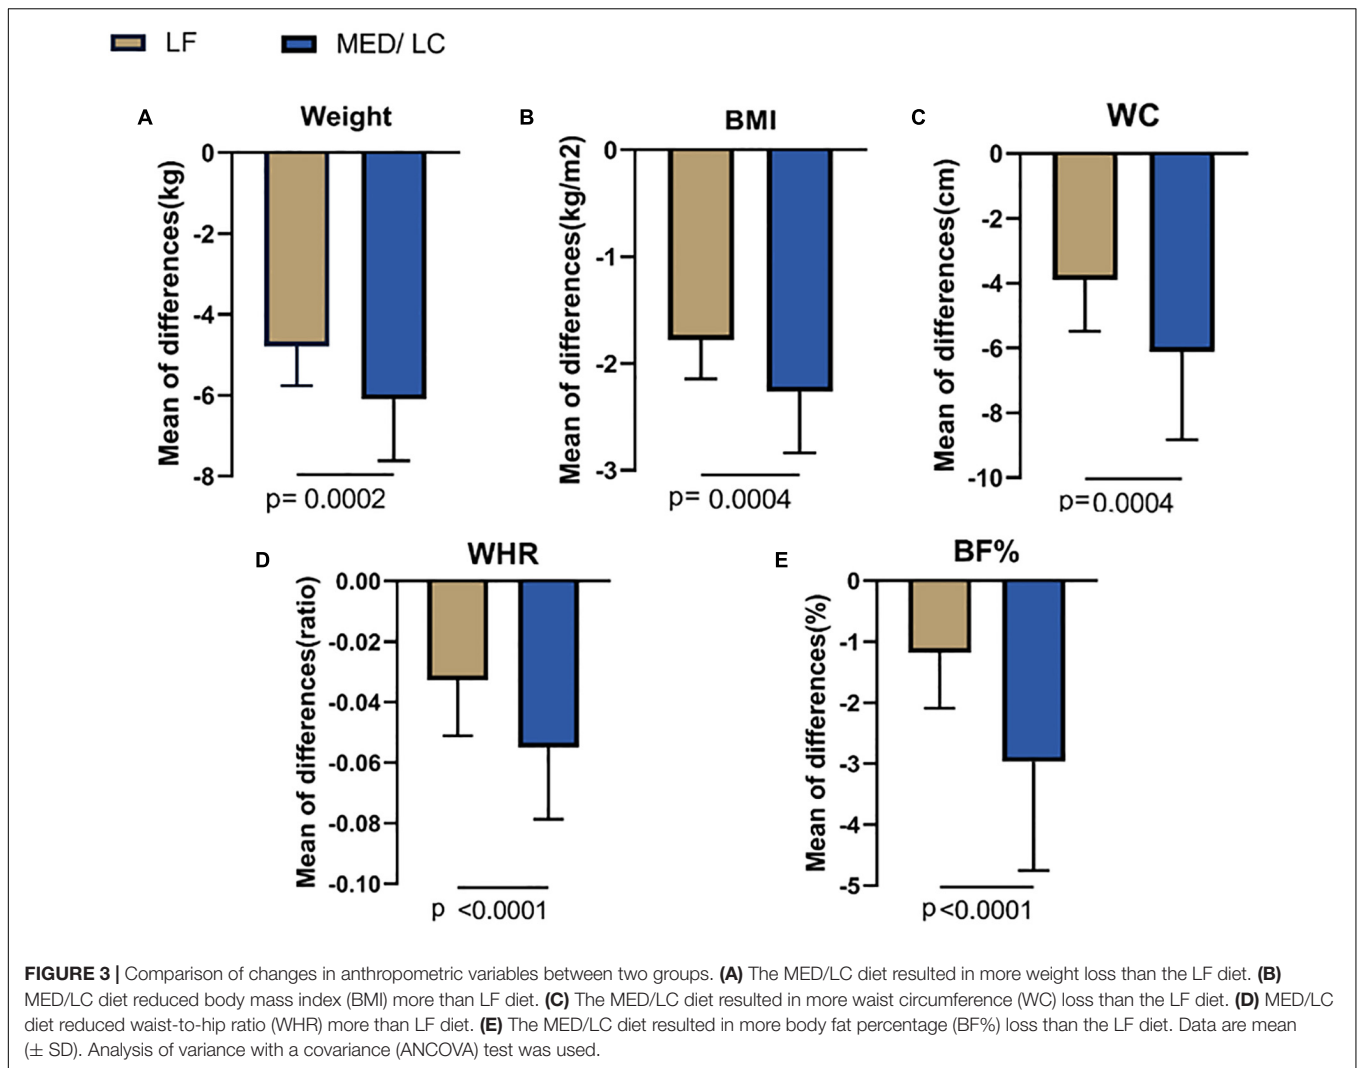 LF MED/ LC
A Weight
Mean of differences(kg)
0
-2
-4
-6
-8
p= 0.0002
B BMI
Mean of differences(kg/m2)
0
-1
-2
-3
p= 0.0004
C WC
Mean of differences(cm)
0
-2
-4
-6
-8
-10
p=0.0004
D WHR
Mean of differences(ratio)
0.00
-0.02
-0.04
-0.06
-0.08
-0.10
p <0.0001
E BF%
Mean of differences(%)
0
-1
-2
-3
-4
-5
p<0.0001
FIGURE 3 | Comparison of changes in anthropometric variables between two groups. (A) The MED/LC diet resulted in more weight loss than the LF diet. (B)
MED/LC diet reduced body mass index (BMI) more than LF diet. (C) The MED/LC diet resulted in more waist circumference (WC) loss than the LF diet. (D) MED/LC
diet reduced waist-to-hip ratio (WHR) more than LF diet. (E) The MED/LC diet resulted in more body fat percentage (BF%) loss than the LF diet. Data are mean
(± SD). Analysis of variance with a covariance (ANCOVA) test was used.